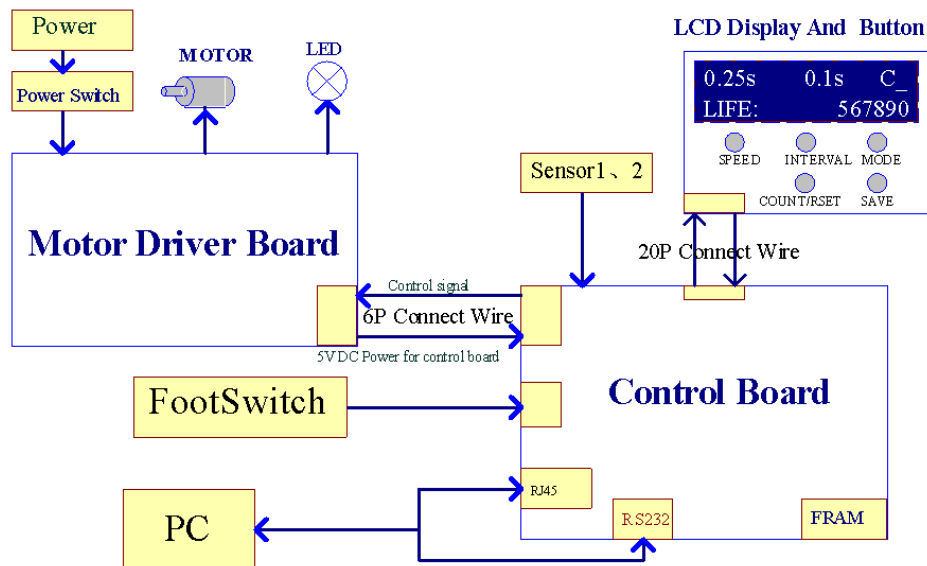 Power
LCD Display And Button
MOTOR
LED
Power Switch
0.25s 0.1s C_
LIFE: 567890
SPEED INTERVAL MODE
COUNT/RSET SAVE
Sensor1、2
Motor Driver Board
20P Connect Wire
Control signal
6P Connect Wire
5V DC Power for control board
FootSwitch
Control Board
RJ45
PC
RS232
FRAM